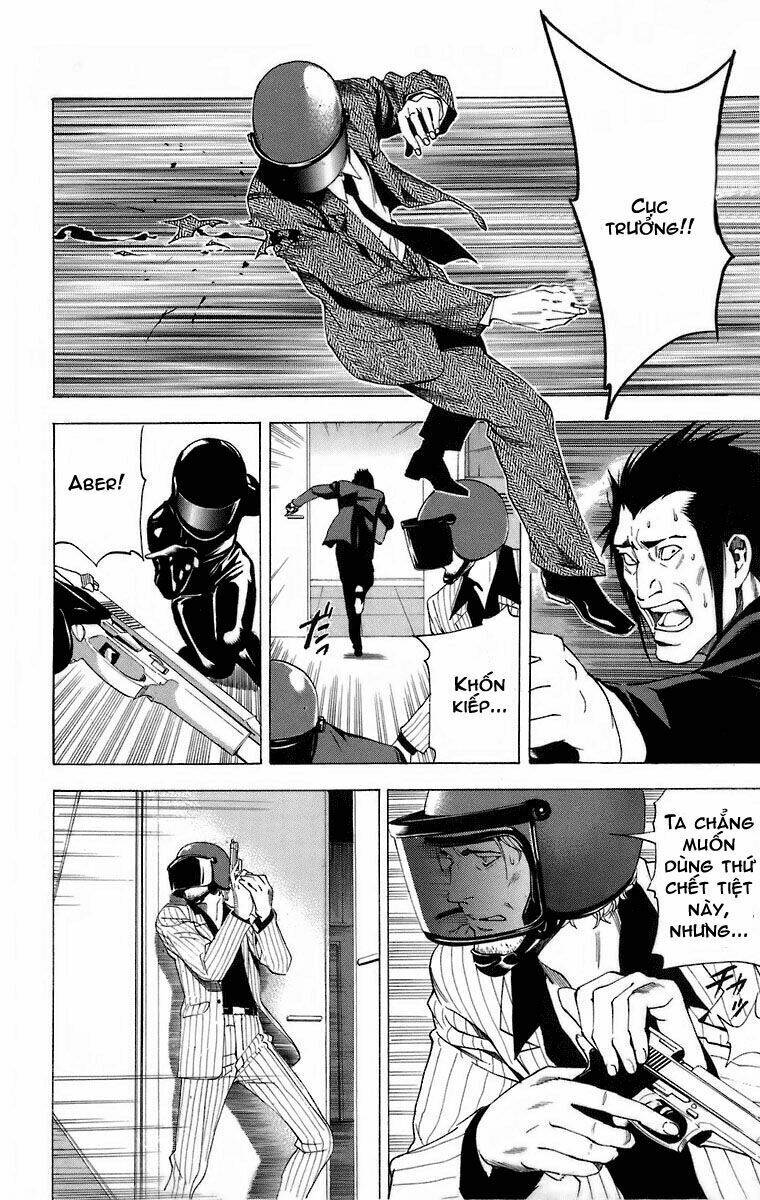 CỤC
TRƯỞNG!!
ABER!
KHỐN
KIẾP...
TA CHẲNG
MUỐN
DÙNG THỨ
CHẾT TIỆT
NÀY,
NHƯNG...